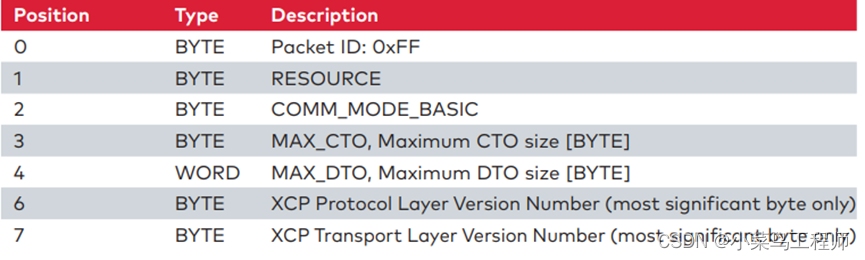 Position Type Description
0 BYTE Packet ID: 0xFF
1 BYTE RESOURCE
2 BYTE COMM_MODE_BASIC
3 BYTE MAX_CTO, Maximum CTO size [BYTE]
4 WORD MAX_DTO, Maximum DTO size [BYTE]
6 BYTE XCP Protocol Layer Version Number (most significant byte only)
7 BYTE XCP Transport Layer Version Number (most significant byte only)
CSDN @小菜鸟工程师